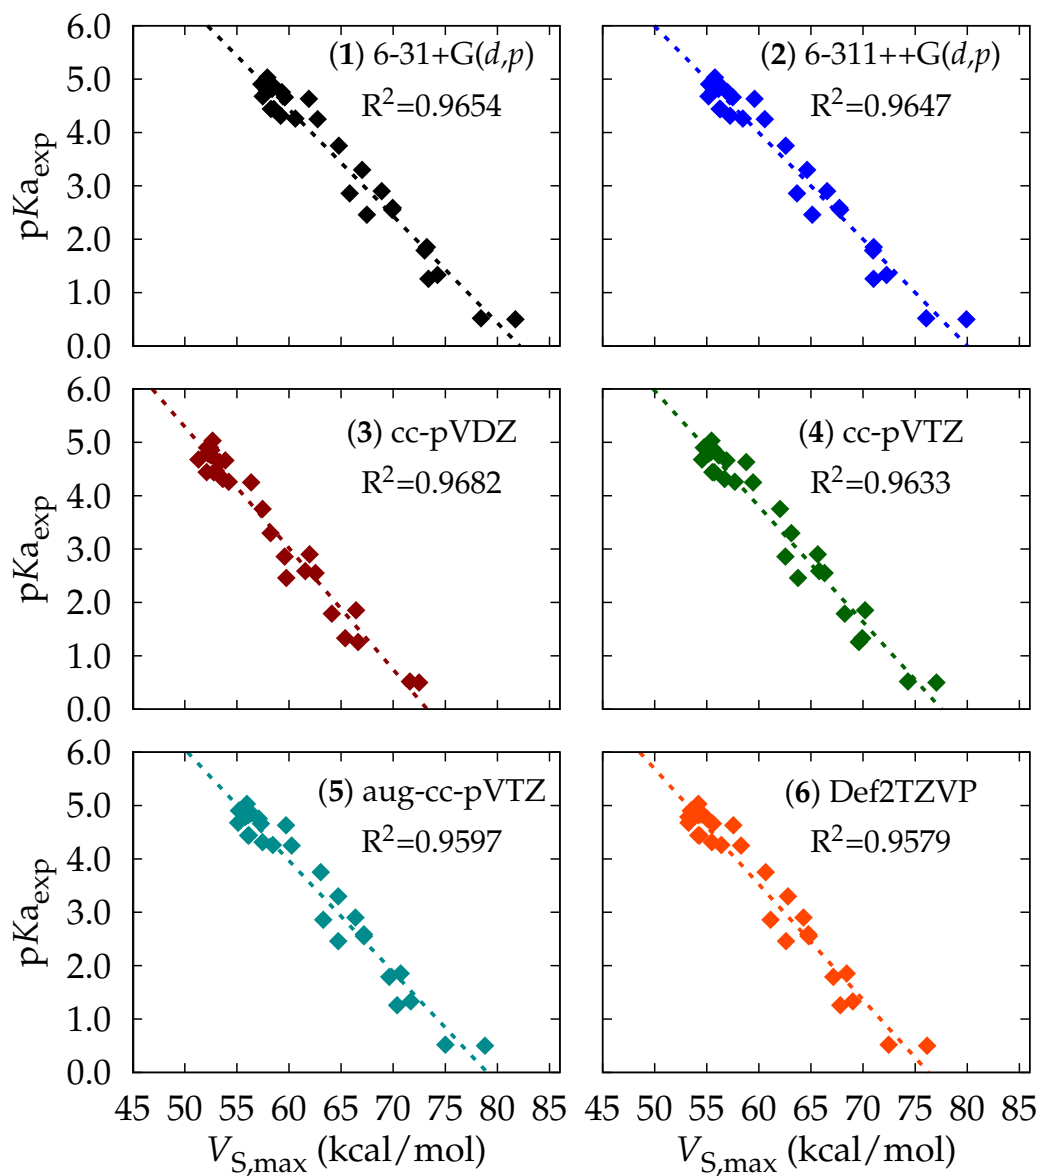 6.0
(1) 6-31+G(d,p)
(2) 6-311++G(d,p)
5.0
R²=0.9654
R²=0.9647
4.0
3.0
2.0
1.0
0.0
pKa_exp
6.0
(3) cc-pVDZ
(4) cc-pVTZ
5.0
R²=0.9682
R²=0.9633
4.0
3.0
2.0
1.0
0.0
pKa_exp
6.0
(5) aug-cc-pVTZ
(6) Def2TZVP
5.0
R²=0.9597
R²=0.9579
4.0
3.0
2.0
1.0
0.0
pKa_exp
45 50 55 60 65 70 75 80 85 45 50 55 60 65 70 75 80 85
V_S,max (kcal/mol) V_S,max (kcal/mol)